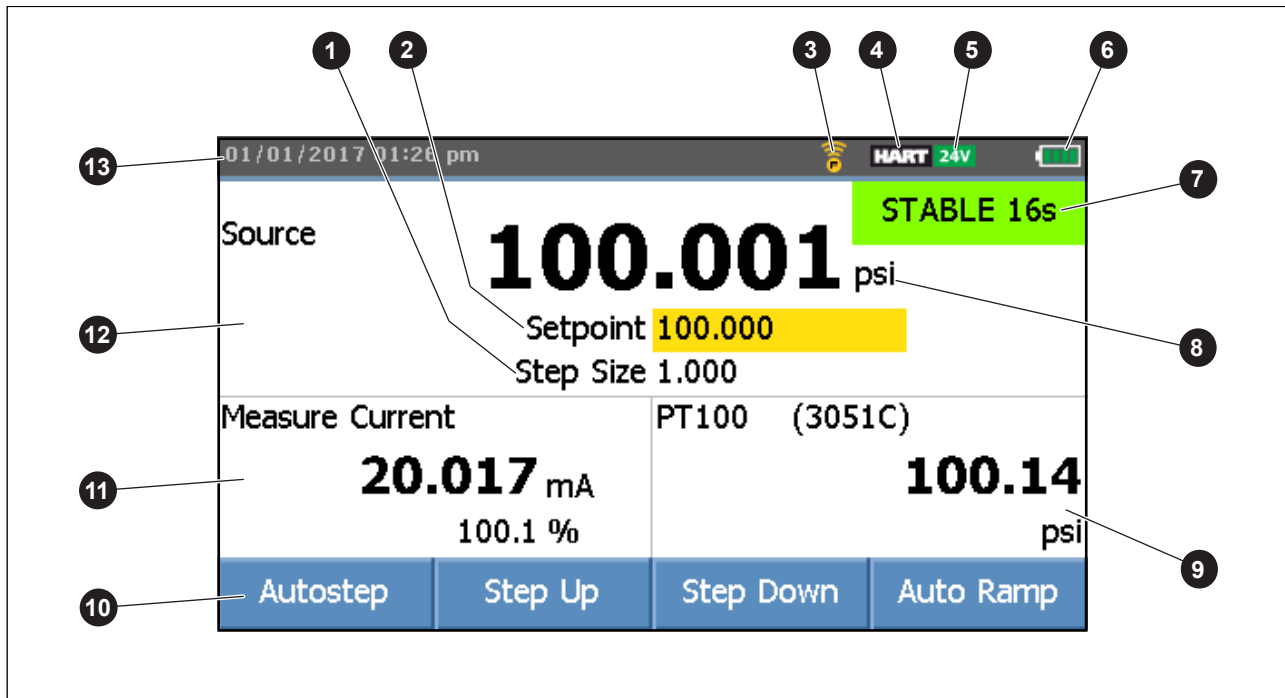 1 2 3 4 5 6
13 01/01/2017 01:26 pm HART 24V
STABLE 16s 7
Source
100.001 psi
12 Setpoint 100.000 8
Step Size 1.000
Measure Current PT100 (3051C)
11 20.017 mA 100.14
100.1 % psi
9
10 Autostep Step Up Step Down Auto Ramp